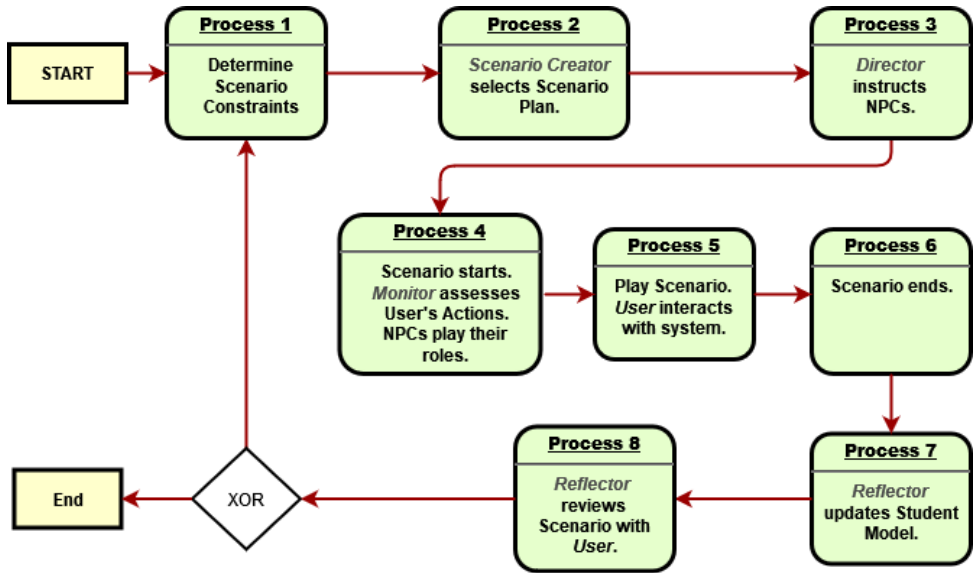 START
Process 1
Determine
Scenario
Constraints
Process 2
Scenario Creator
selects Scenario
Plan.
Process 3
Director
instructs
NPCs.
Process 4
Scenario starts.
Monitor assesses
User's Actions.
NPCs play their
roles.
Process 5
Play Scenario.
User interacts
with system.
Process 6
Scenario ends.
Process 7
Reflector
updates Student
Model.
Process 8
Reflector
reviews
Scenario with
User.
XOR
End